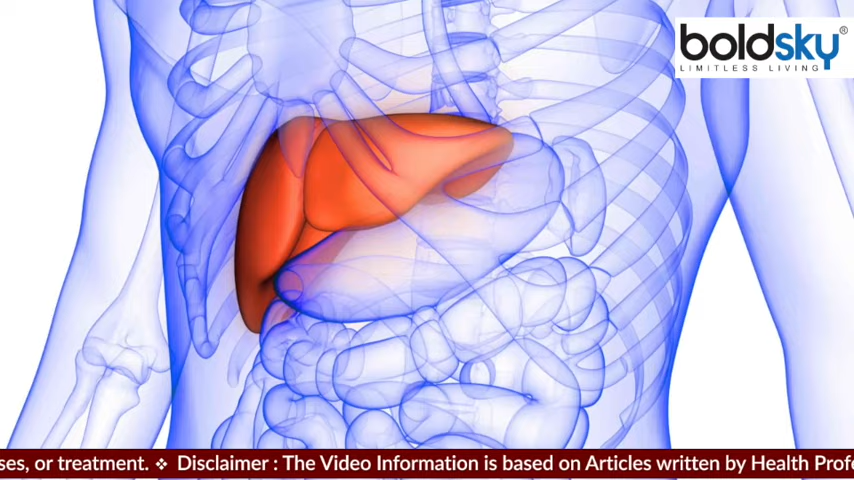 boldsky®
LIMITLESS LIVING
ses, or treatment. ❖ Disclaimer : The Video Information is based on Articles written by Health Profe